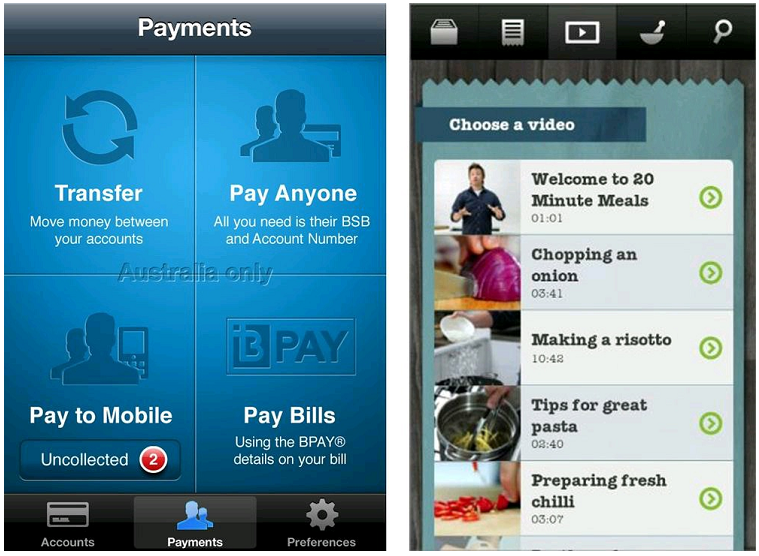 Payments
Transfer
Move money between
your accounts
Pay Anyone
All you need is their BSB
and Account Number
Australia only
Pay to Mobile
Uncollected 2
B PAY
Pay Bills
Using the BPAY®
details on your bill
Accounts
Payments
Preferences
Choose a video
Welcome to 20
Minute Meals
01:01
Chopping an
onion
03:41
Making a risotto
10:42
Tips for great
pasta
02:40
Preparing fresh
chilli
03:07